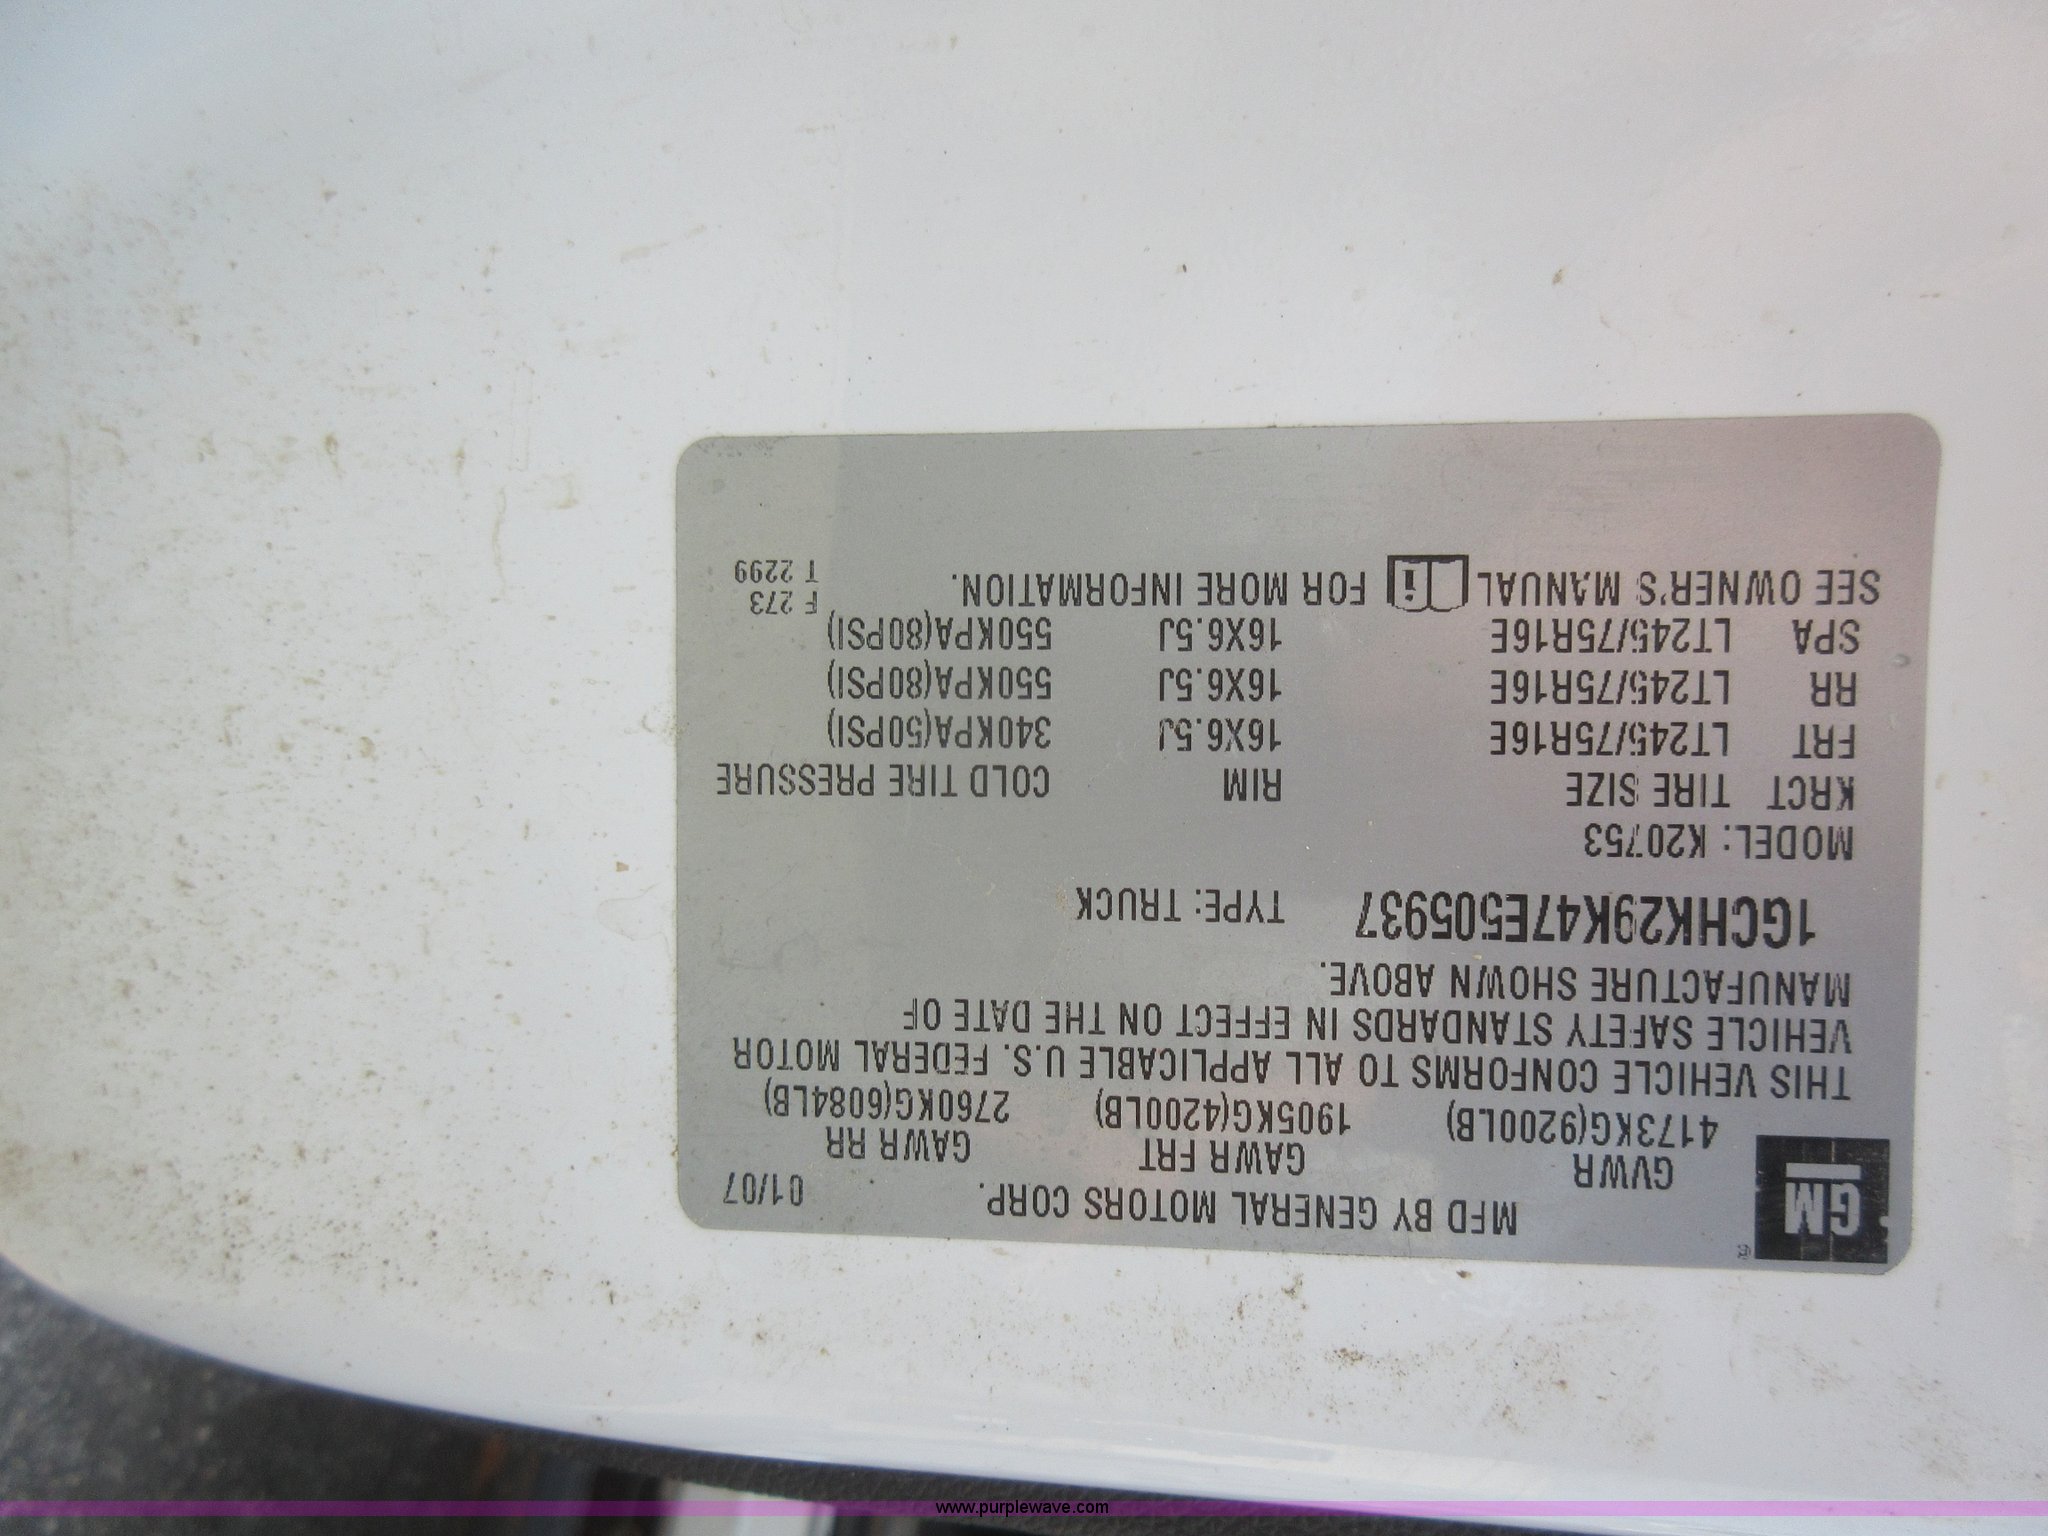 GM
®
MFD BY GENERAL MOTORS CORP. 01/07
GVWR GAWR FRT GAWR RR
4173KG(9200LB) 1905KG(4200LB) 2760KG(6084LB)
THIS VEHICLE CONFORMS TO ALL APPLICABLE U.S. FEDERAL MOTOR
VEHICLE SAFETY STANDARDS IN EFFECT ON THE DATE OF
MANUFACTURE SHOWN ABOVE.
1GCHK29K47E505937 TYPE: TRUCK
MODEL: K20753
KRCT TIRE SIZE RIM COLD TIRE PRESSURE
FRT LT245/75R16E 16X6.5J 340KPA(50PSI)
RR LT245/75R16E 16X6.5J 550KPA(80PSI)
SPA LT245/75R16E 16X6.5J 550KPA(80PSI)
SEE OWNER'S MANUAL i FOR MORE INFORMATION.
F 273
T 2299
www.purplewave.com